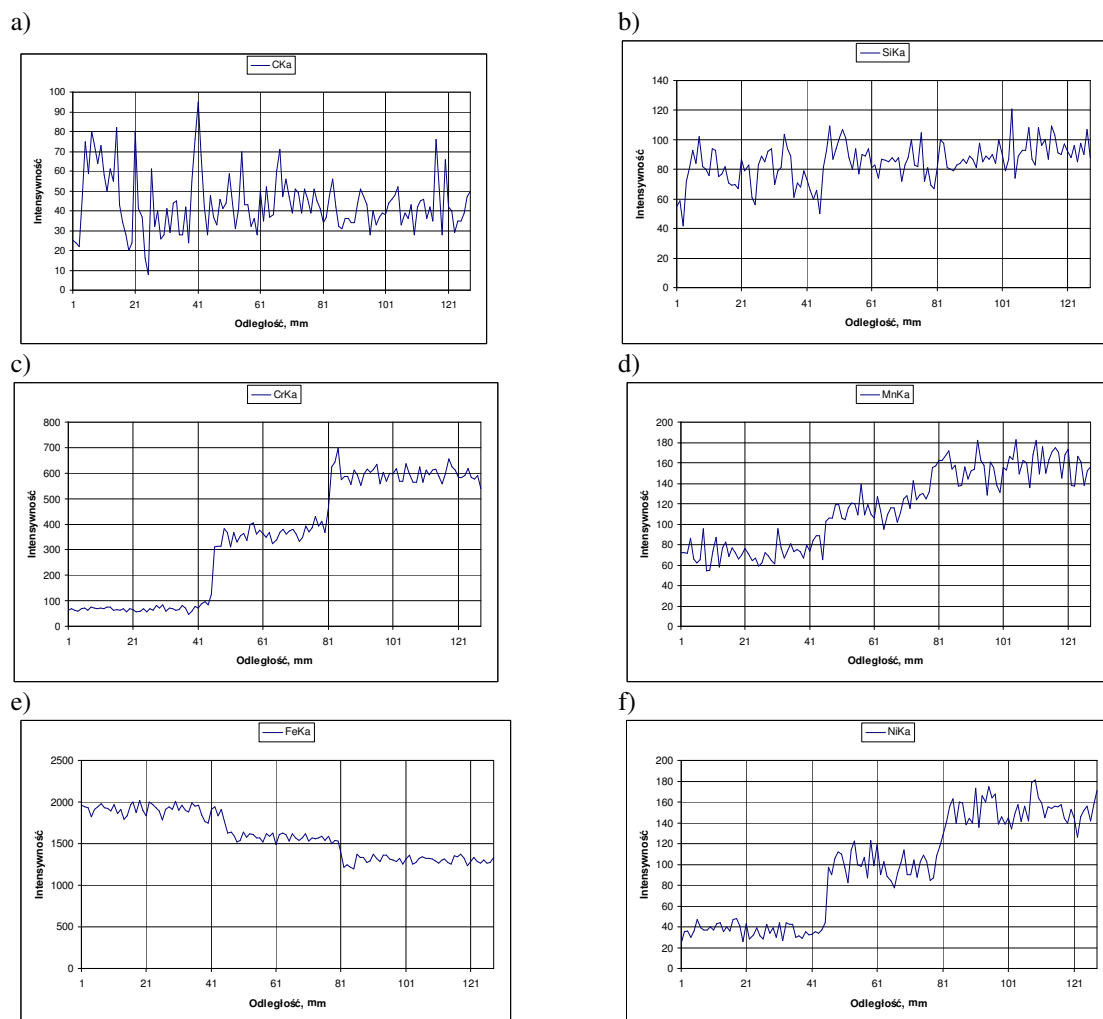 a)
CKa
Intensywność
100
90
80
70
60
50
40
30
20
10
0
1 21 41 61 81 101 121
Odległość, mm
b)
SiKa
Intensywność
140
120
100
80
60
40
20
0
1 21 41 61 81 101 121
Odległość, mm
c)
CrKa
Intensywność
800
700
600
500
400
300
200
100
0
1 21 41 61 81 101 121
Odległość, mm
d)
MnKa
Intensywność
200
180
160
140
120
100
80
60
40
20
0
1 21 41 61 81 101 121
Odległość, mm
e)
FeKa
Intensywność
2500
2000
1500
1000
500
0
1 21 41 61 81 101 121
Odległość, mm
f)
NiKa
Intensywność
200
180
160
140
120
100
80
60
40
20
0
1 21 41 61 81 101 121
Odległość, mm